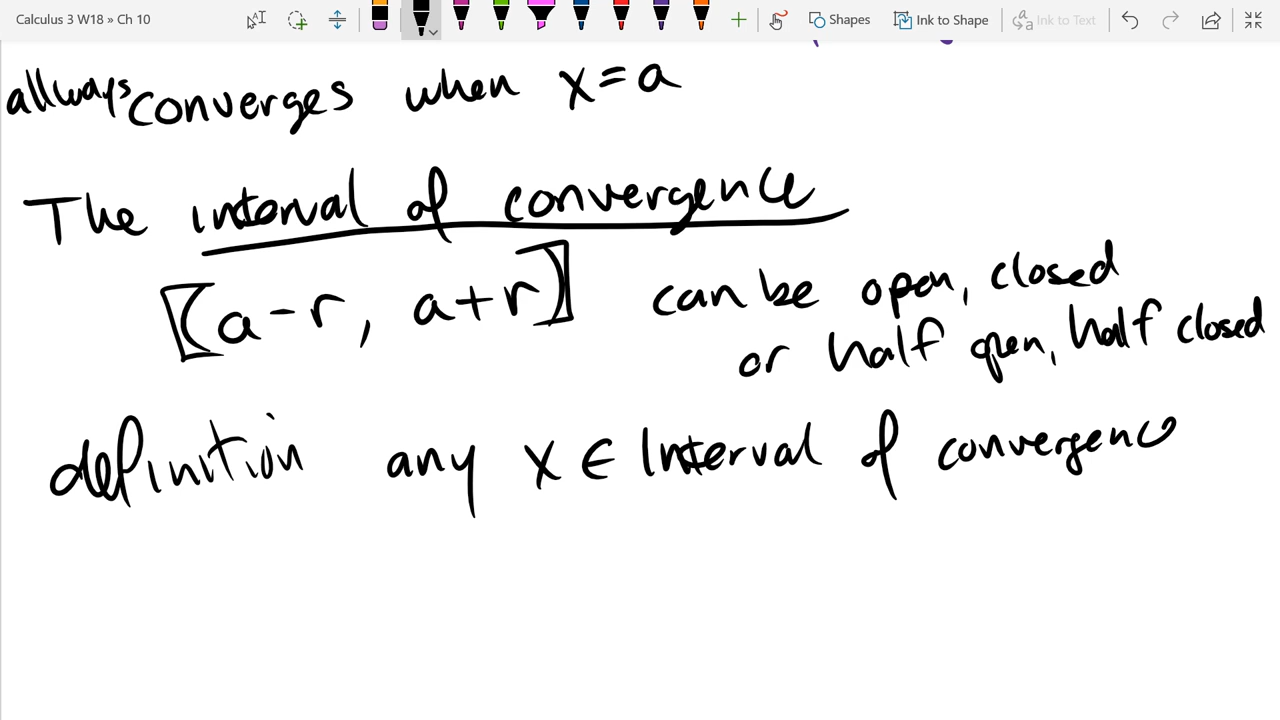 Calculus 3 W18 » Ch 10
Shapes
Ink to Shape
Ink to Text
allways converges when x=a
The interval of convergence
[(a-r, a+r)] can be open, closed
or half open, half closed
definition any x ∈ Interval of convergence